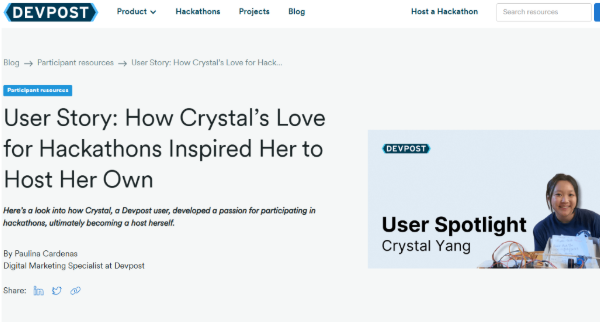 DEVPOST
Product
Hackathons
Projects
Blog
Host a Hackathon
Search resources
Blog → Participant resources → User Story: How Crystal's Love for Hack...
Participant resources
User Story: How Crystal’s Love
for Hackathons Inspired Her to
Host Her Own
Here's a look into how Crystal, a Devpost user, developed a passion for participating in
hackathons, ultimately becoming a host herself.
By Paulina Cardenas
Digital Marketing Specialist at Devpost
Share:
DEVPOST
User Spotlight
Crystal Yang